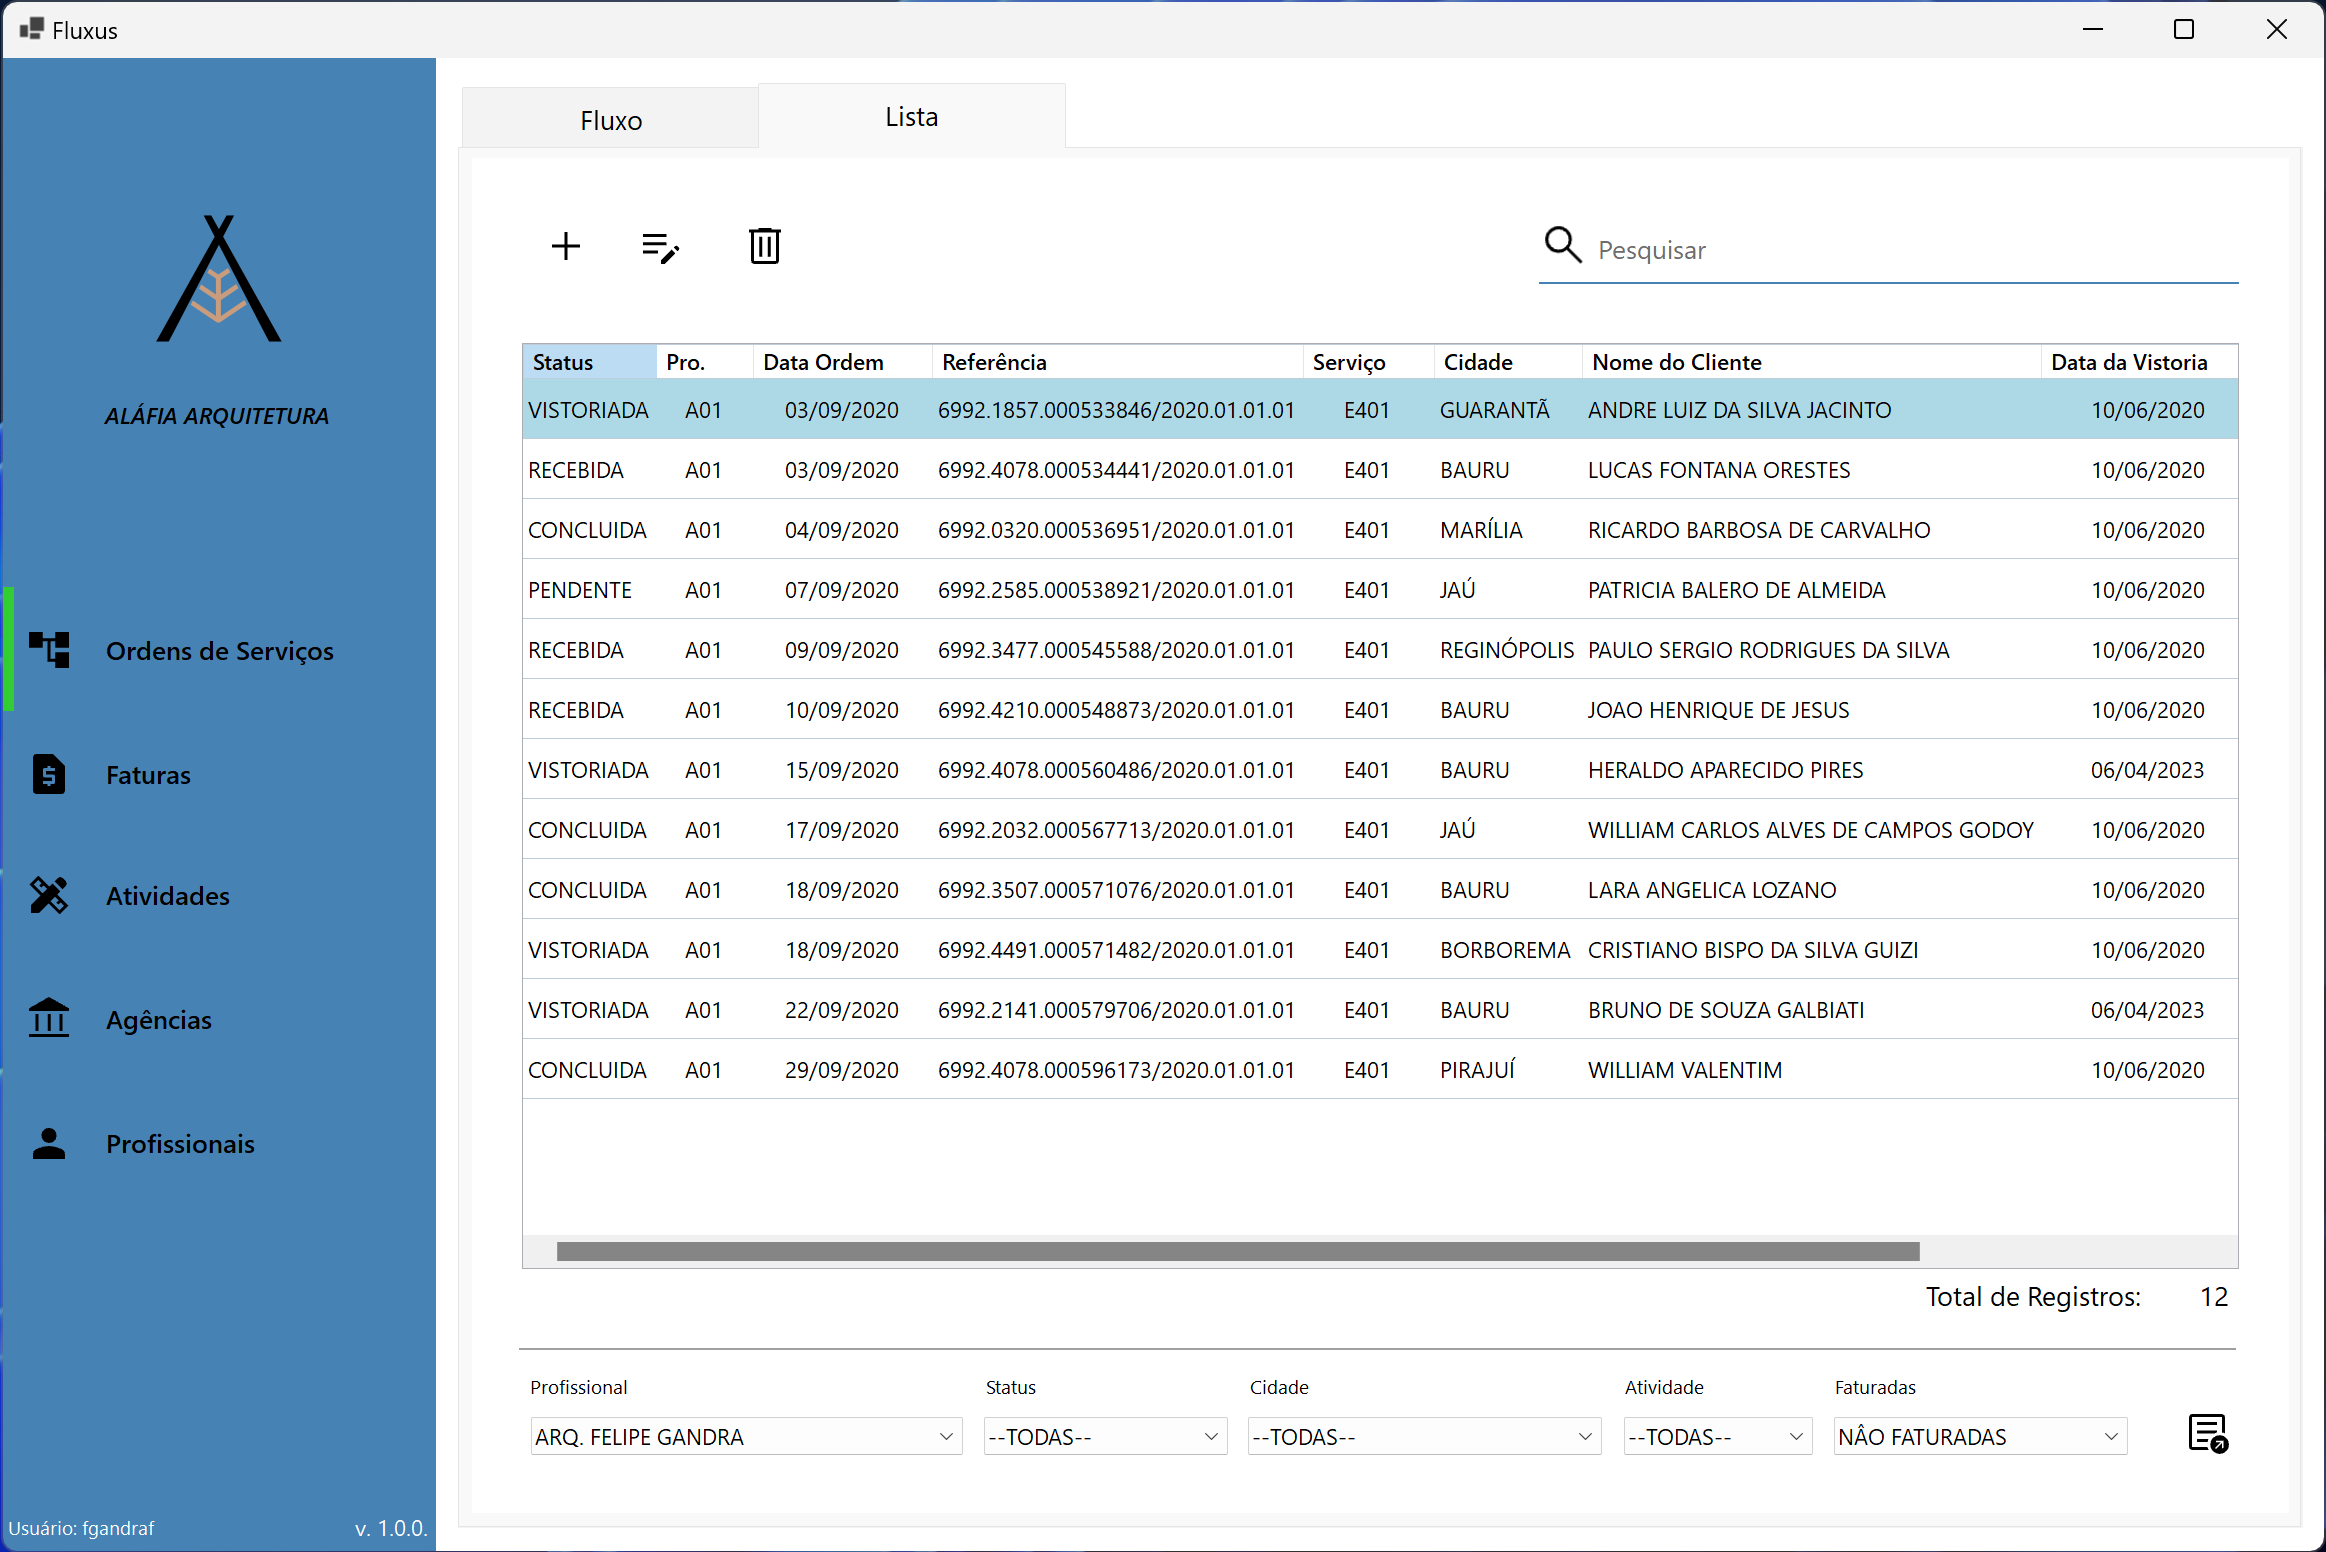 Fluxus
ALÁFIA ARQUITETURA
Ordens de Serviços
Faturas
Atividades
Agências
Profissionais
Usuário: fgandraf
v. 1.0.0.
Fluxo
Lista
Pesquisar
Status Pro. Data Ordem Referência Serviço Cidade Nome do Cliente Data da Vistoria
VISTORIADA A01 03/09/2020 6992.1857.000533846/2020.01.01.01 E401 GUARANTÃ ANDRE LUIZ DA SILVA JACINTO 10/06/2020
RECEBIDA A01 03/09/2020 6992.4078.000534441/2020.01.01.01 E401 BAURU LUCAS FONTANA ORESTES 10/06/2020
CONCLUIDA A01 04/09/2020 6992.0320.000536951/2020.01.01.01 E401 MARÍLIA RICARDO BARBOSA DE CARVALHO 10/06/2020
PENDENTE A01 07/09/2020 6992.2585.000538921/2020.01.01.01 E401 JAÚ PATRICIA BALERO DE ALMEIDA 10/06/2020
RECEBIDA A01 09/09/2020 6992.3477.000545588/2020.01.01.01 E401 REGINÓPOLIS PAULO SERGIO RODRIGUES DA SILVA 10/06/2020
RECEBIDA A01 10/09/2020 6992.4210.000548873/2020.01.01.01 E401 BAURU JOAO HENRIQUE DE JESUS 10/06/2020
VISTORIADA A01 15/09/2020 6992.4078.000560486/2020.01.01.01 E401 BAURU HERALDO APARECIDO PIRES 06/04/2023
CONCLUIDA A01 17/09/2020 6992.2032.000567713/2020.01.01.01 E401 JAÚ WILLIAM CARLOS ALVES DE CAMPOS GODOY 10/06/2020
CONCLUIDA A01 18/09/2020 6992.3507.000571076/2020.01.01.01 E401 BAURU LARA ANGELICA LOZANO 10/06/2020
VISTORIADA A01 18/09/2020 6992.4491.000571482/2020.01.01.01 E401 BORBOREMA CRISTIANO BISPO DA SILVA GUIZI 10/06/2020
VISTORIADA A01 22/09/2020 6992.2141.000579706/2020.01.01.01 E401 BAURU BRUNO DE SOUZA GALBIATI 06/04/2023
CONCLUIDA A01 29/09/2020 6992.4078.000596173/2020.01.01.01 E401 PIRAJUÍ WILLIAM VALENTIM 10/06/2020
Total de Registros: 12
Profissional Status Cidade Atividade Faturadas
ARQ. FELIPE GANDRA --TODAS-- --TODAS-- --TODAS-- NÂO FATURADAS